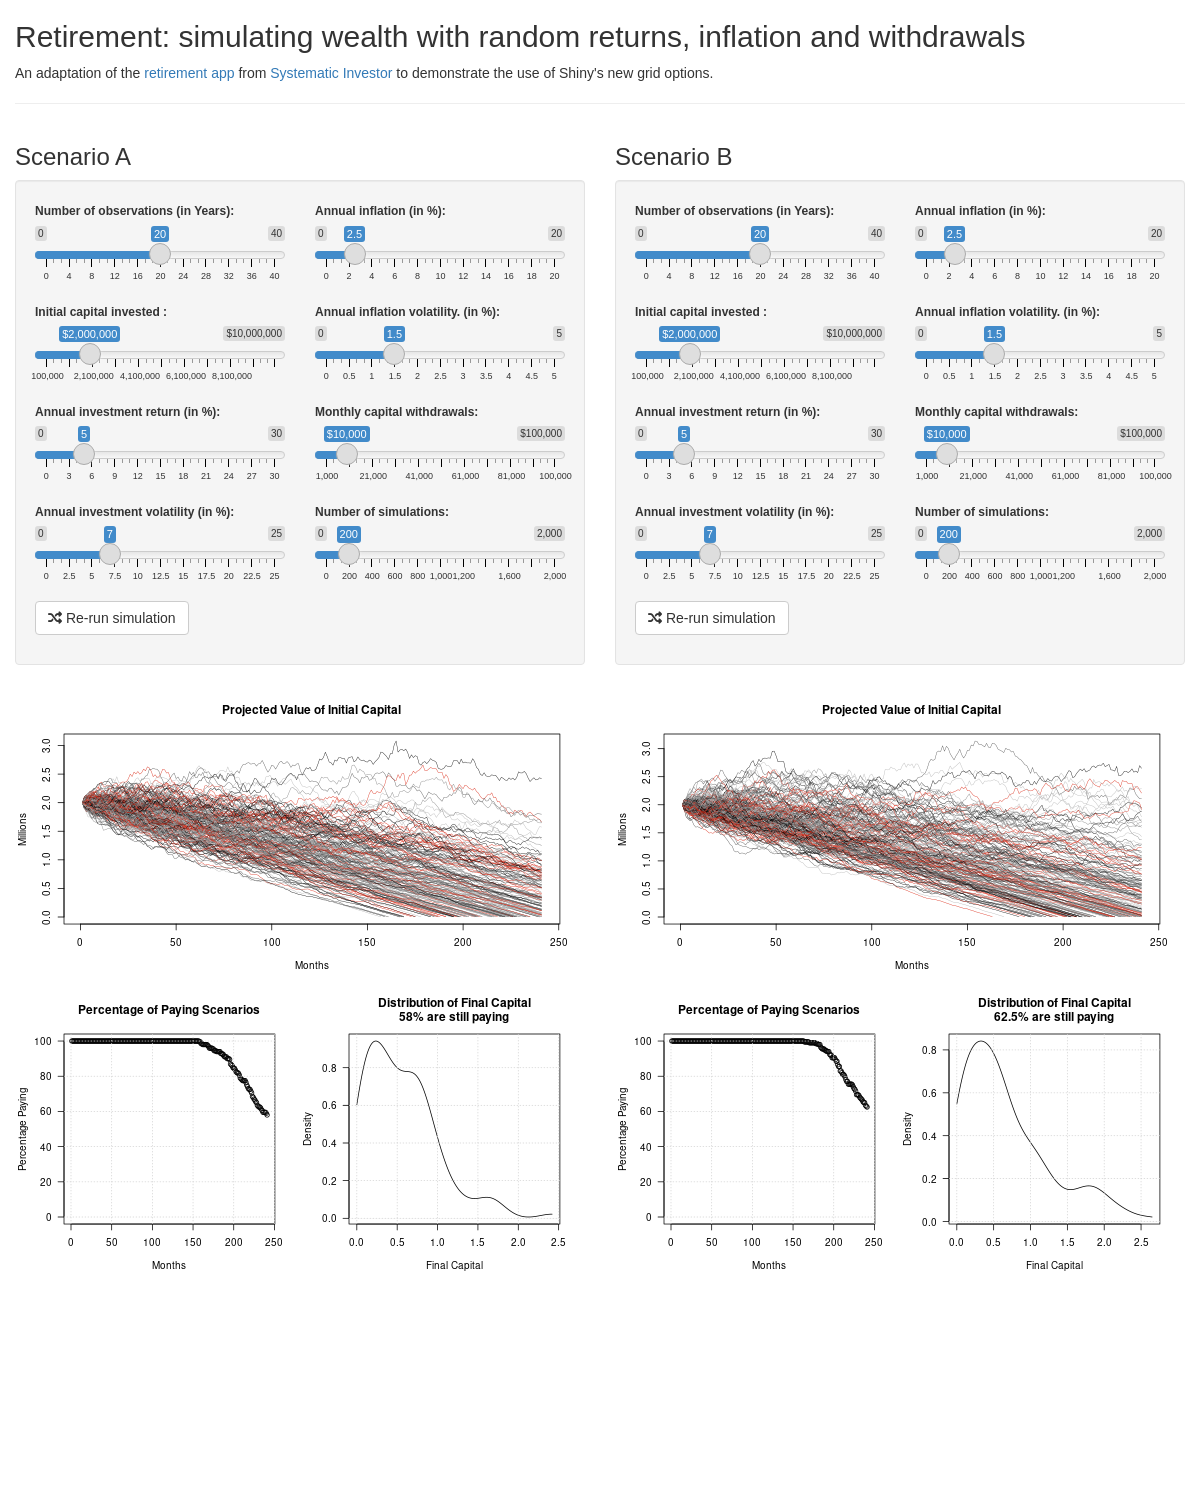 Retirement: simulating wealth with random returns, inflation and withdrawals
An adaptation of the retirement app from Systematic Investor to demonstrate the use of Shiny's new grid options.
Scenario A
Number of observations (in Years):
0 20 40
0 4 8 12 16 20 24 28 32 36 40
Annual inflation (in %):
0 2.5 20
0 2 4 6 8 10 12 14 16 18 20
Initial capital invested :
$2,000,000 $10,000,000
100,000 2,100,000 4,100,000 6,100,000 8,100,000
Annual inflation volatility. (in %):
0 1.5 5
0 0.5 1 1.5 2 2.5 3 3.5 4 4.5 5
Annual investment return (in %):
0 5 30
0 3 6 9 12 15 18 21 24 27 30
Monthly capital withdrawals:
$10,000 $100,000
1,000 21,000 41,000 61,000 81,000 100,000
Annual investment volatility (in %):
0 7 25
0 2.5 5 7.5 10 12.5 15 17.5 20 22.5 25
Number of simulations:
0 200 2,000
0 200 400 600 800 1,000 1,200 1,600 2,000
Re-run simulation
Projected Value of Initial Capital
Millions
3.0
2.5
2.0
1.5
1.0
0.5
0.0
0 50 100 150 200 250
Months
Percentage of Paying Scenarios
Percentage Paying
100
80
60
40
20
0
0 50 100 150 200 250
Months
Distribution of Final Capital
58% are still paying
Density
0.8
0.6
0.4
0.2
0.0
0.0 0.5 1.0 1.5 2.0 2.5
Final Capital
Scenario B
Number of observations (in Years):
0 20 40
0 4 8 12 16 20 24 28 32 36 40
Annual inflation (in %):
0 2.5 20
0 2 4 6 8 10 12 14 16 18 20
Initial capital invested :
$2,000,000 $10,000,000
100,000 2,100,000 4,100,000 6,100,000 8,100,000
Annual inflation volatility. (in %):
0 1.5 5
0 0.5 1 1.5 2 2.5 3 3.5 4 4.5 5
Annual investment return (in %):
0 5 30
0 3 6 9 12 15 18 21 24 27 30
Monthly capital withdrawals:
$10,000 $100,000
1,000 21,000 41,000 61,000 81,000 100,000
Annual investment volatility (in %):
0 7 25
0 2.5 5 7.5 10 12.5 15 17.5 20 22.5 25
Number of simulations:
0 200 2,000
0 200 400 600 800 1,000 1,200 1,600 2,000
Re-run simulation
Projected Value of Initial Capital
Millions
3.0
2.5
2.0
1.5
1.0
0.5
0.0
0 50 100 150 200 250
Months
Percentage of Paying Scenarios
Percentage Paying
100
80
60
40
20
0
0 50 100 150 200 250
Months
Distribution of Final Capital
62.5% are still paying
Density
0.8
0.6
0.4
0.2
0.0
0.0 0.5 1.0 1.5 2.0 2.5
Final Capital